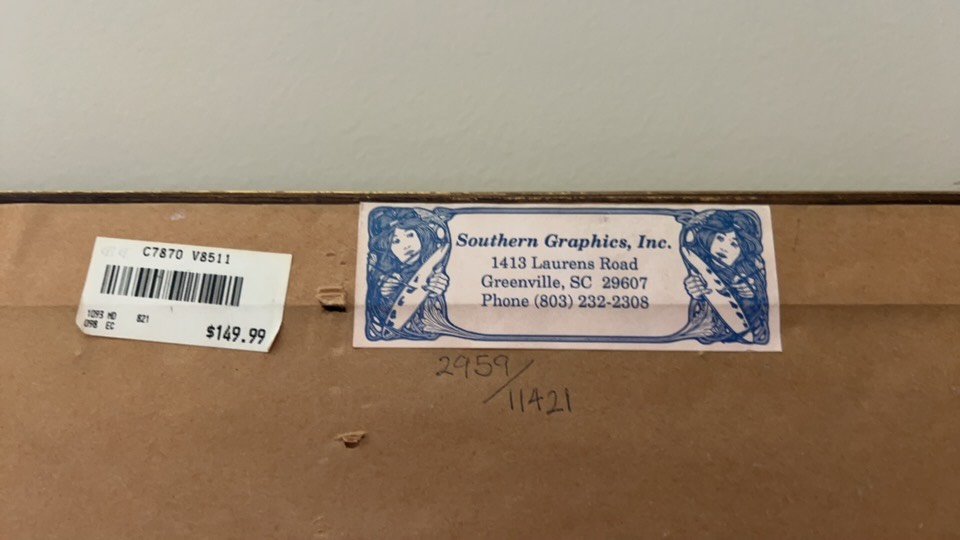 C7870 V8511
1093 MD 821
098 EC
$149.99
Southern Graphics, Inc.
1413 Laurens Road
Greenville, SC 29607
Phone (803) 232-2308
2959/
11421